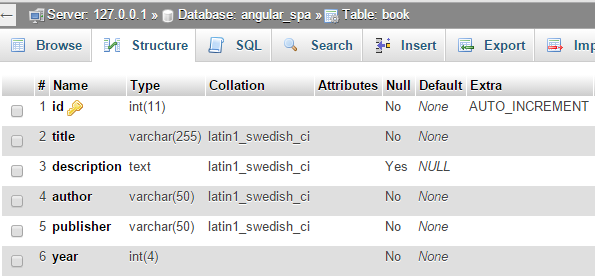 ← Server: 127.0.0.1 » Database: angular_spa » Table: book
Browse Structure SQL Search Insert Export Imp
# Name Type Collation Attributes Null Default Extra
1 id int(11) No None AUTO_INCREMENT
2 title varchar(255) latin1_swedish_ci No None
3 description text latin1_swedish_ci Yes NULL
4 author varchar(50) latin1_swedish_ci No None
5 publisher varchar(50) latin1_swedish_ci No None
6 year int(4) No None